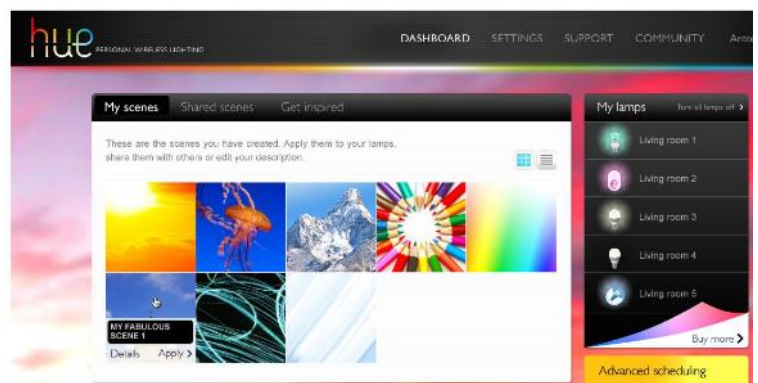 hue PERSONAL WIRELESS LIGHTING
DASHBOARD SETTINGS SUPPORT COMMUNITY
My scenes Shared scenes Get inspired
These are the scenes you have created. Apply them to your lamps,
share them with others or edit your description.
MY FABULOUS
SCENE 1
Details Apply >
My lamps Turn all lamps off >
Living room 1
Living room 2
Living room 3
Living room 4
Living room 5
Buy more >
Advanced scheduling